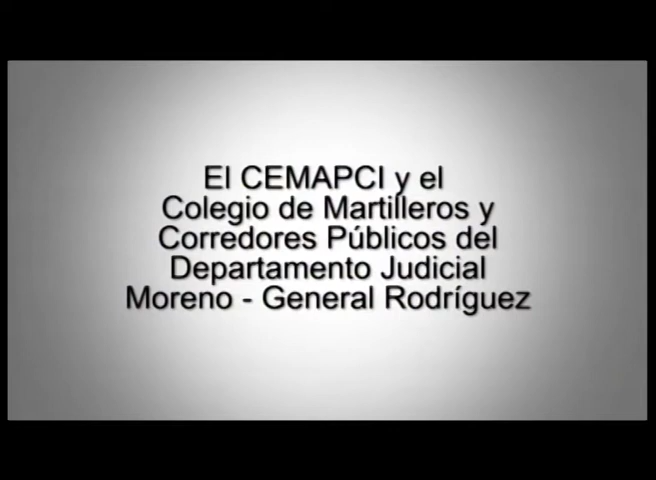 El CEMAPCI y el
Colegio de Martilleros y
Corredores Públicos del
Departamento Judicial
Moreno - General Rodríguez